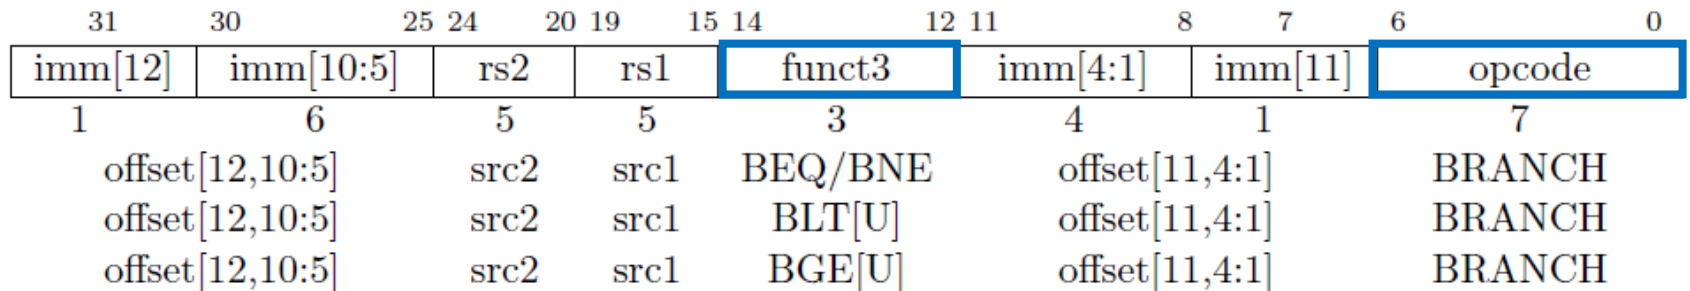 31 30 25 24 20 19 15 14 12 11 8 7 6 0
imm[12] imm[10:5] rs2 rs1 funct3 imm[4:1] imm[11] opcode
1 6 5 5 3 4 1 7
offset[12,10:5] src2 src1 BEQ/BNE offset[11,4:1] BRANCH
offset[12,10:5] src2 src1 BLT[U] offset[11,4:1] BRANCH
offset[12,10:5] src2 src1 BGE[U] offset[11,4:1] BRANCH